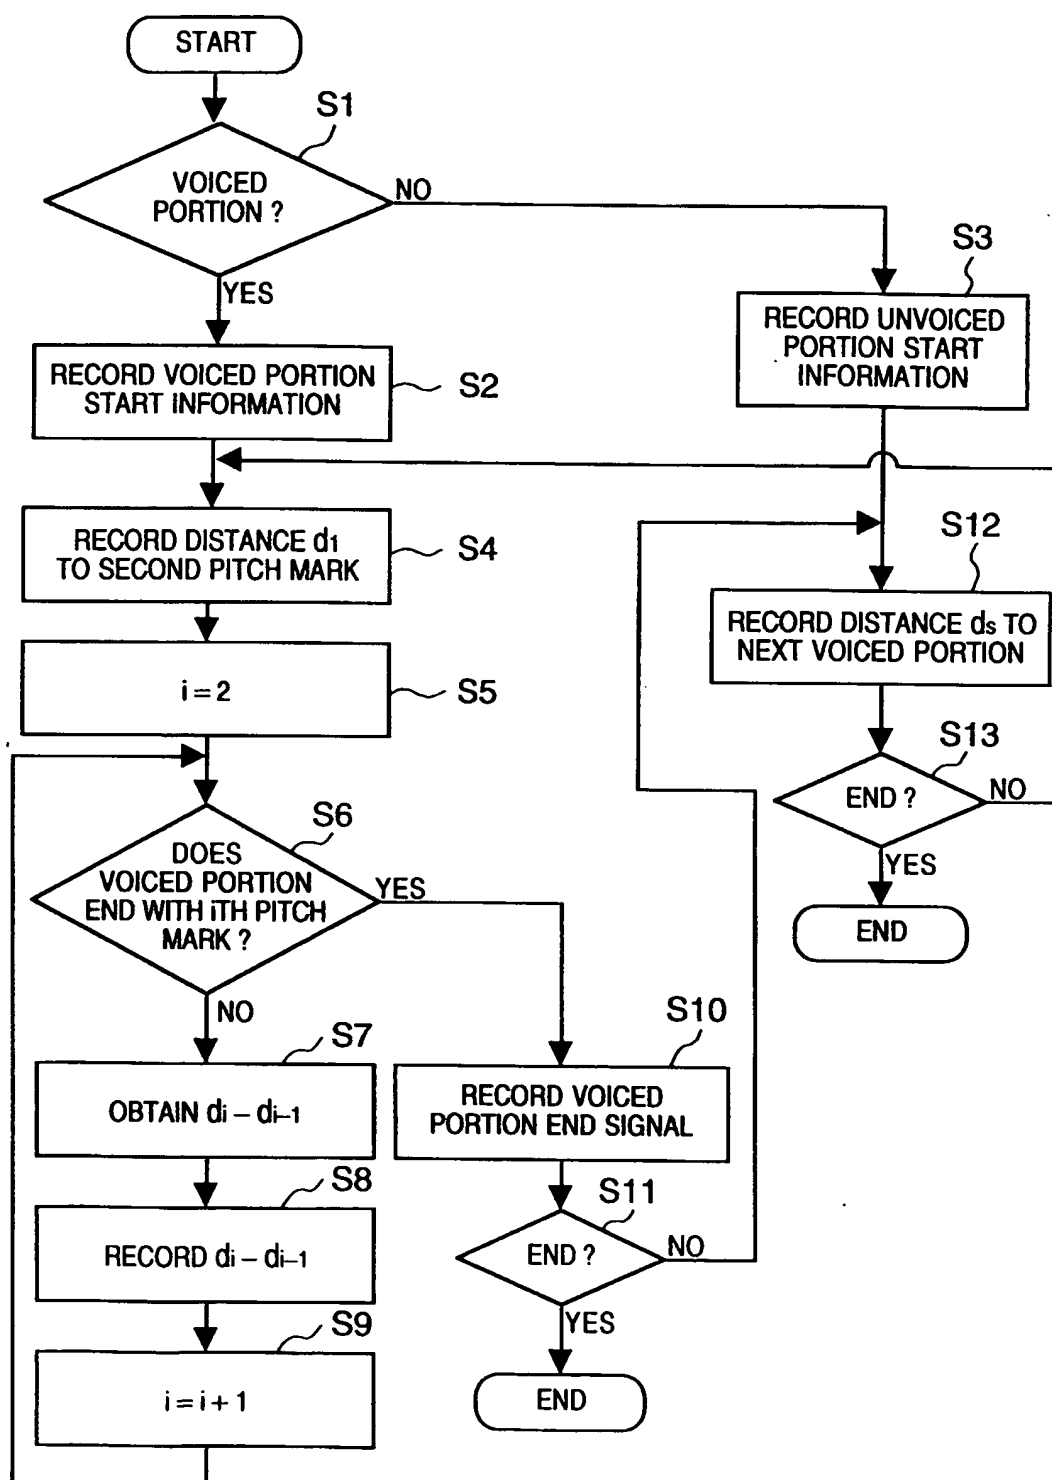 START
S1
VOICED
PORTION ?
NO
YES
S3
RECORD UNVOICED
PORTION START
INFORMATION
RECORD VOICED PORTION
START INFORMATION
S2
RECORD DISTANCE d1
TO SECOND PITCH MARK
S4
S12
RECORD DISTANCE ds TO
NEXT VOICED PORTION
i = 2
S5
S13
END ?
NO
YES
END
S6
DOES
VOICED PORTION
END WITH iTH PITCH
MARK ?
YES
NO
S7
OBTAIN di – di–1
S10
RECORD VOICED
PORTION END SIGNAL
S8
RECORD di – di–1
S11
END ?
NO
YES
END
S9
i = i + 1